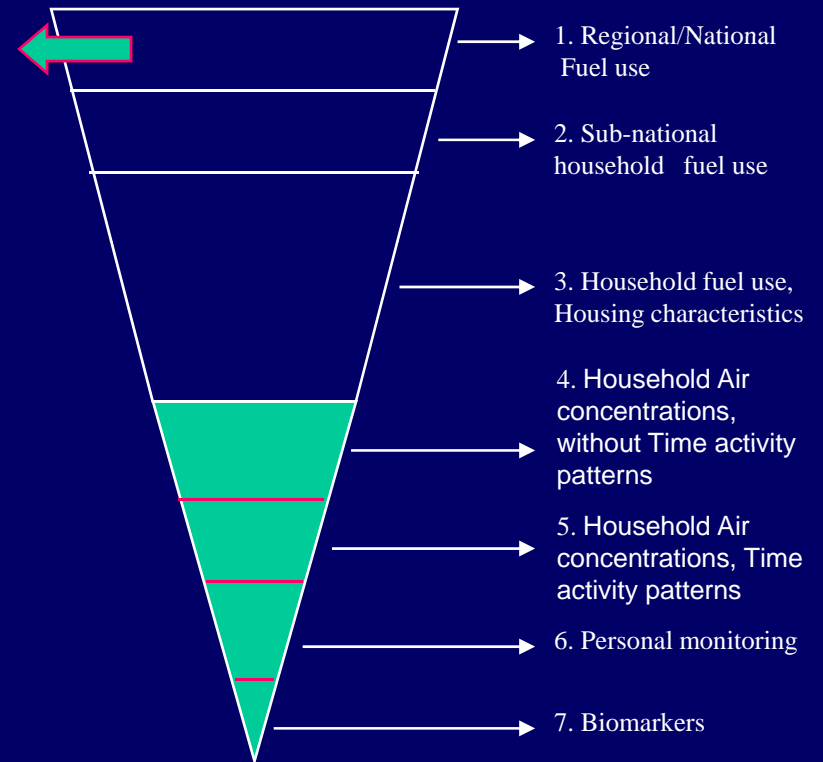 1. Regional/National
Fuel use
2. Sub-national
household fuel use
3. Household fuel use,
Housing characteristics
4. Household Air
concentrations,
without Time activity
patterns
5. Household Air
concentrations, Time
activity patterns
6. Personal monitoring
7. Biomarkers